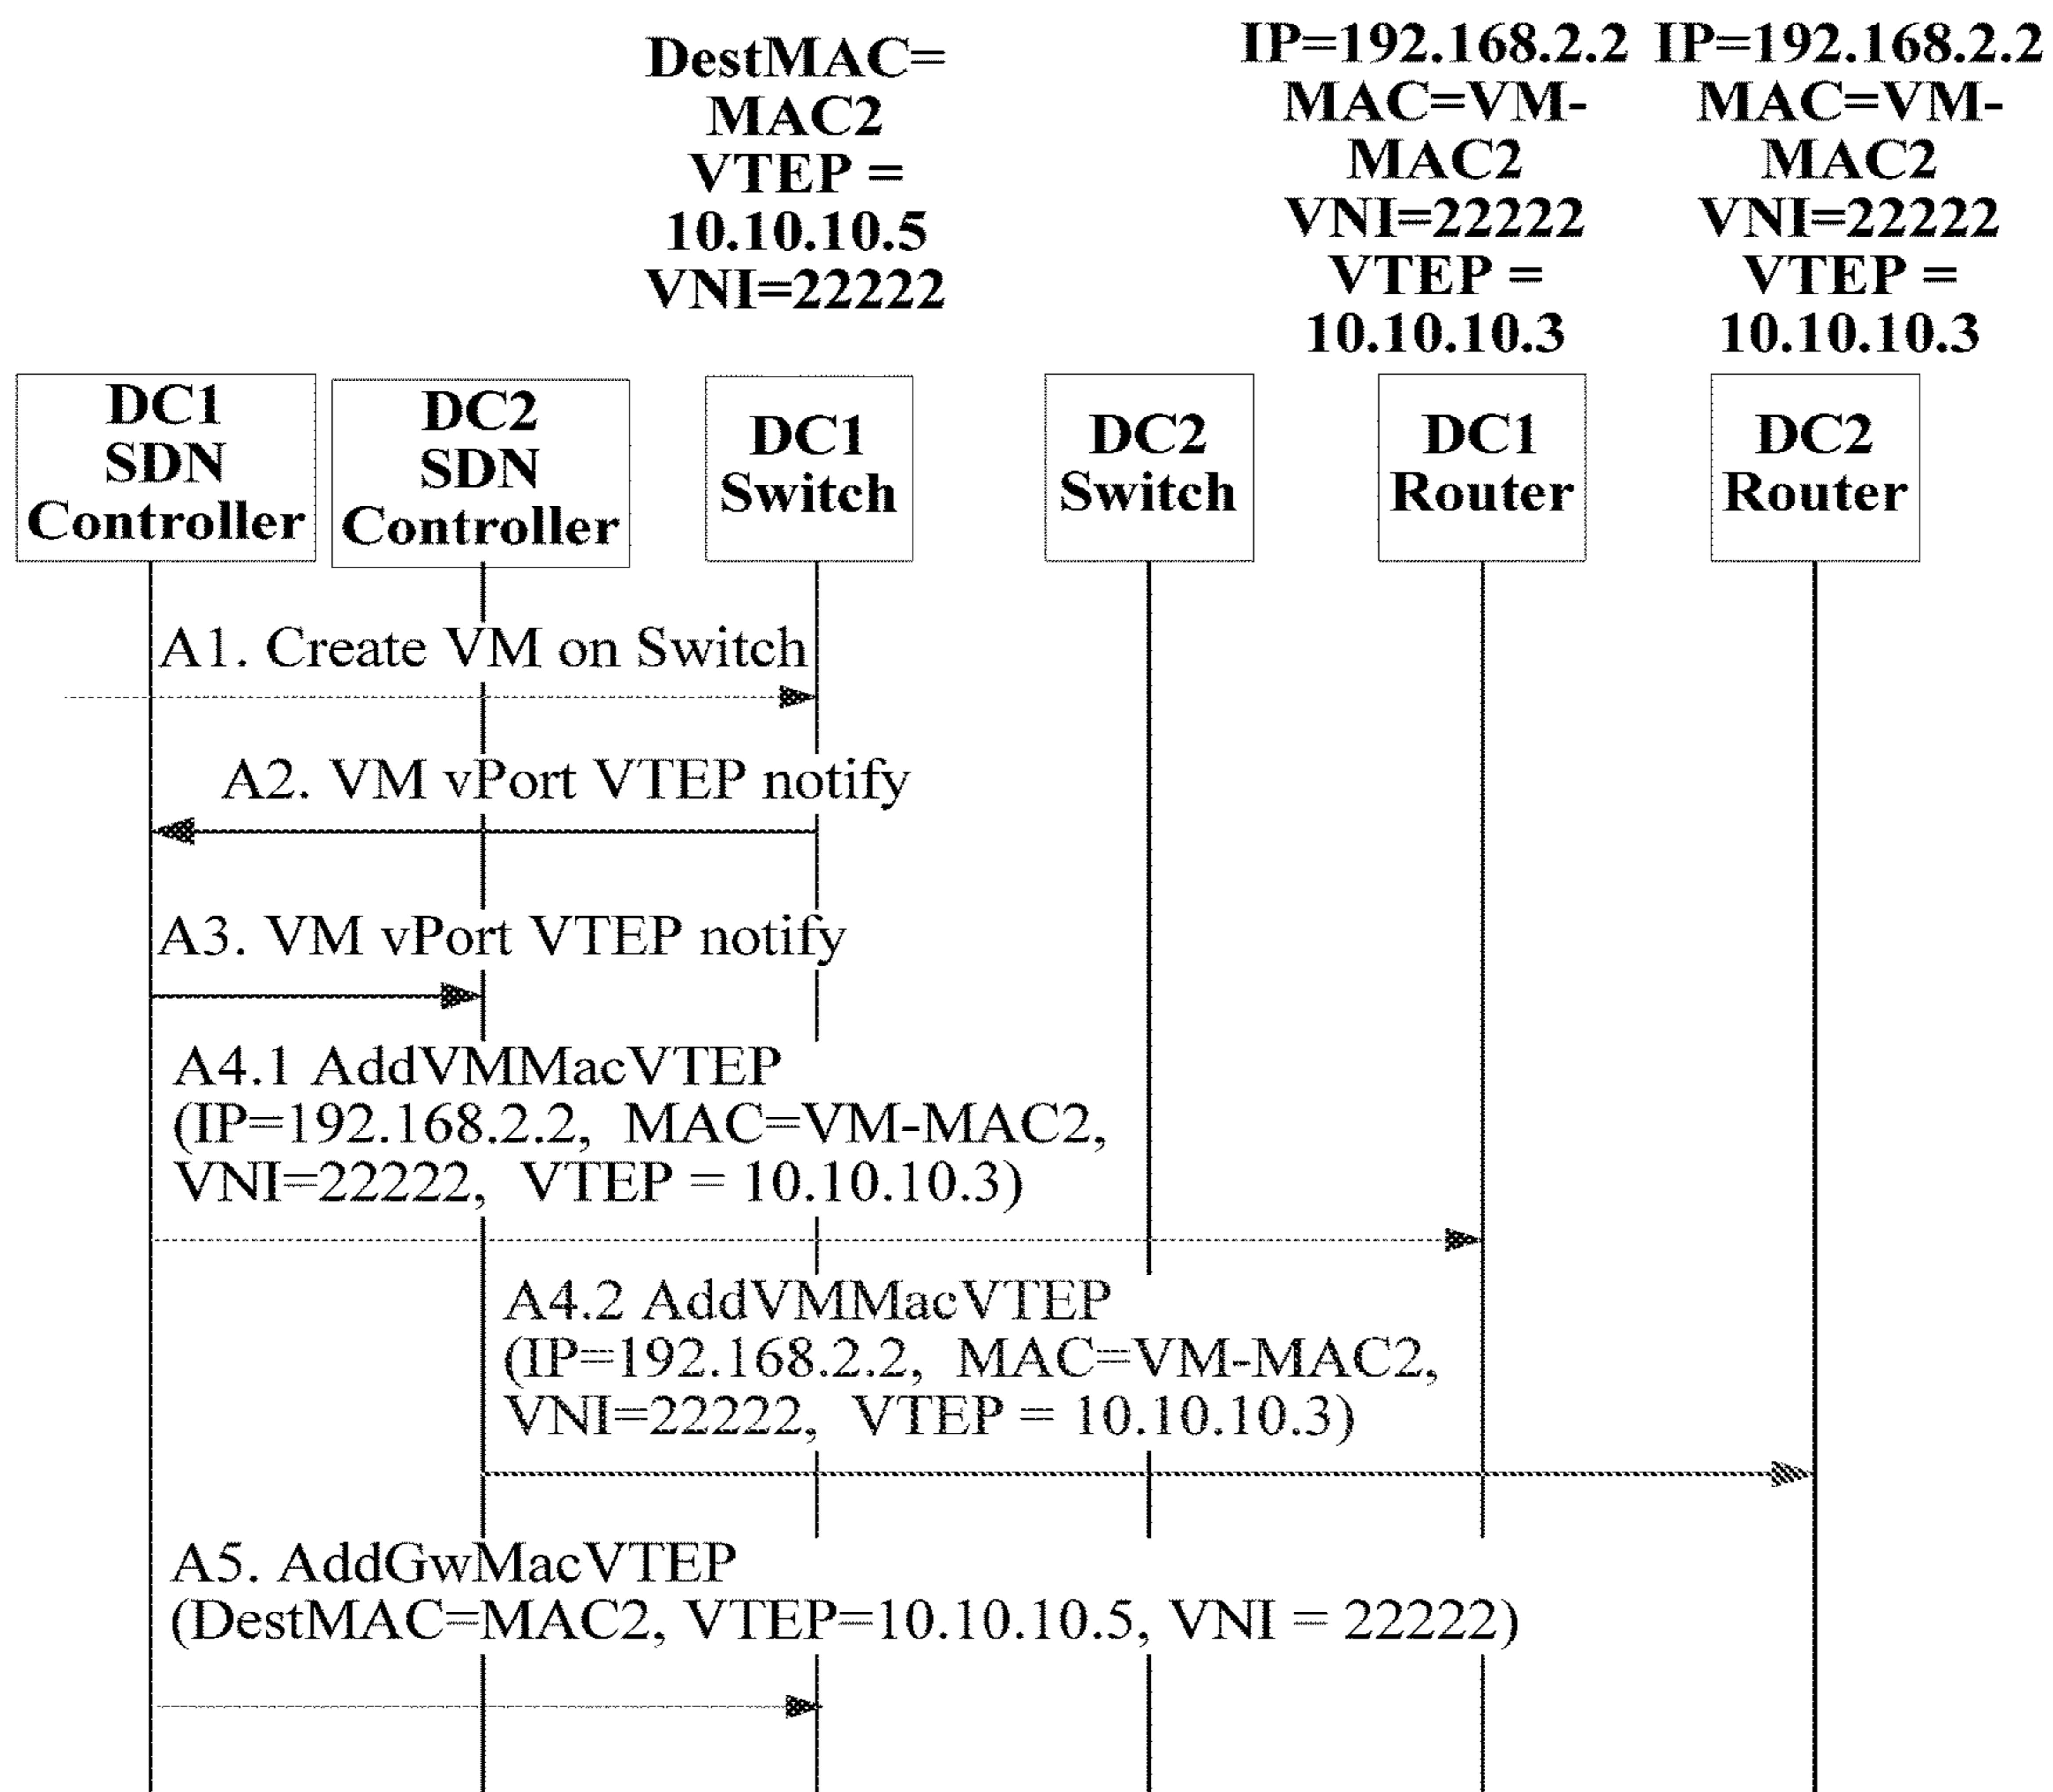 DestMAC=
MAC2
VTEP =
10.10.10.5
VNI=22222
IP=192.168.2.2
MAC=VM-
MAC2
VNI=22222
VTEP =
10.10.10.3
IP=192.168.2.2
MAC=VM-
MAC2
VNI=22222
VTEP =
10.10.10.3
DC1
SDN
Controller
DC2
SDN
Controller
DC1
Switch
DC2
Switch
DC1
Router
DC2
Router
A1. Create VM on Switch
A2. VM vPort VTEP notify
A3. VM vPort VTEP notify
A4.1 AddVMMacVTEP
(IP=192.168.2.2, MAC=VM-MAC2,
VNI=22222, VTEP = 10.10.10.3)
A4.2 AddVMMacVTEP
(IP=192.168.2.2, MAC=VM-MAC2,
VNI=22222, VTEP = 10.10.10.3)
A5. AddGwMacVTEP
(DestMAC=MAC2, VTEP=10.10.10.5, VNI = 22222)